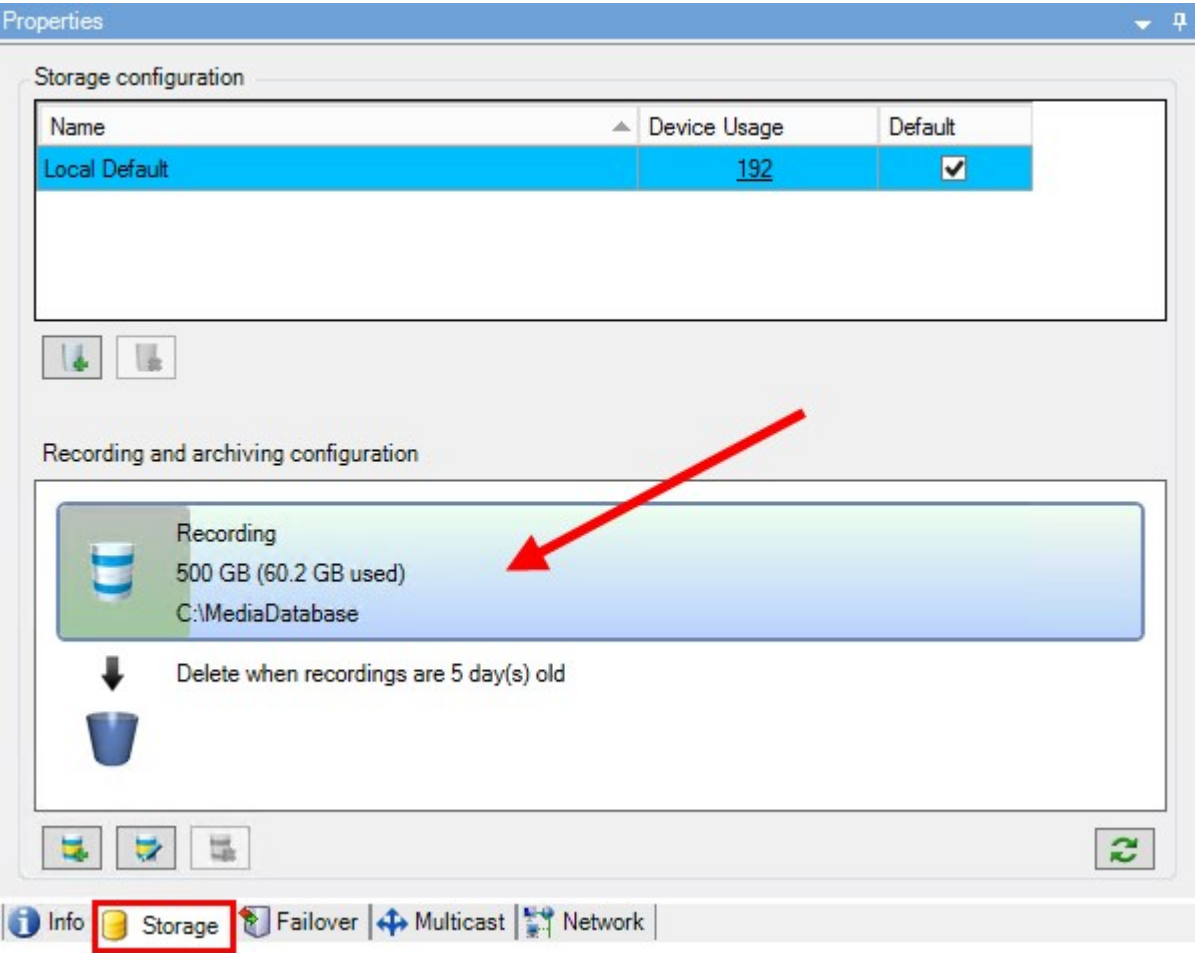 Properties
Storage configuration
Name Device Usage Default
Local Default 192
Recording and archiving configuration
Recording
500 GB (60.2 GB used)
C:\MediaDatabase
Delete when recordings are 5 day(s) old
Info Storage Failover Multicast Network